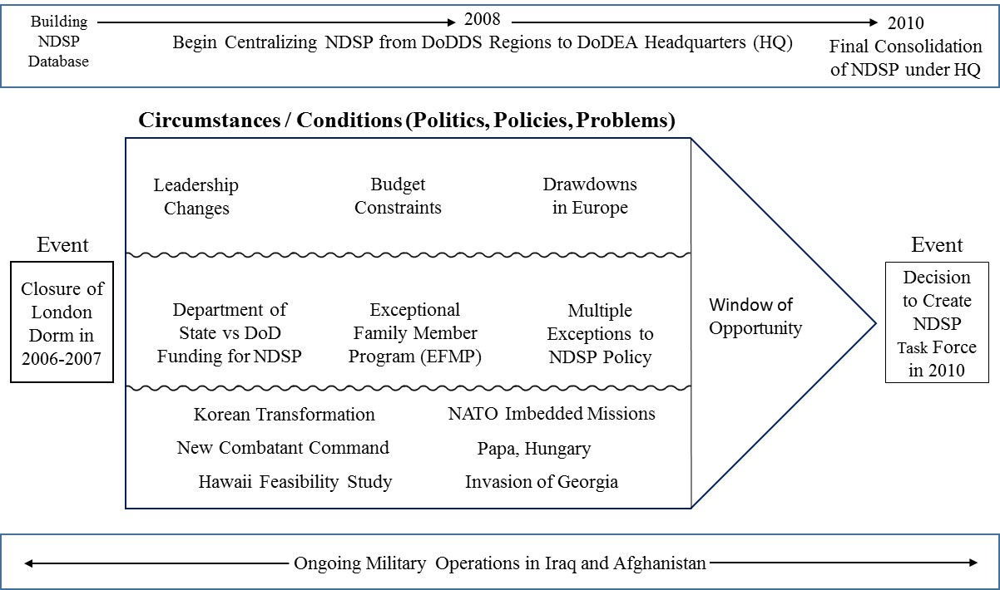 Building
NDSP
Database
2008
Begin Centralizing NDSP from DoDDS Regions to DoDEA Headquarters (HQ)
2010
Final Consolidation
of NDSP under HQ
Circumstances / Conditions (Politics, Policies, Problems)
Leadership
Changes
Budget
Constraints
Drawdowns
in Europe
Event
Closure of
London
Dorm in
2006-2007
Department of
State vs DoD
Funding for NDSP
Exceptional
Family Member
Program (EFMP)
Multiple
Exceptions to
NDSP Policy
Korean Transformation
New Combatant Command
Hawaii Feasibility Study
NATO Imbedded Missions
Papa, Hungary
Invasion of Georgia
Window of
Opportunity
Event
Decision
to Create
NDSP
Task Force
in 2010
Ongoing Military Operations in Iraq and Afghanistan